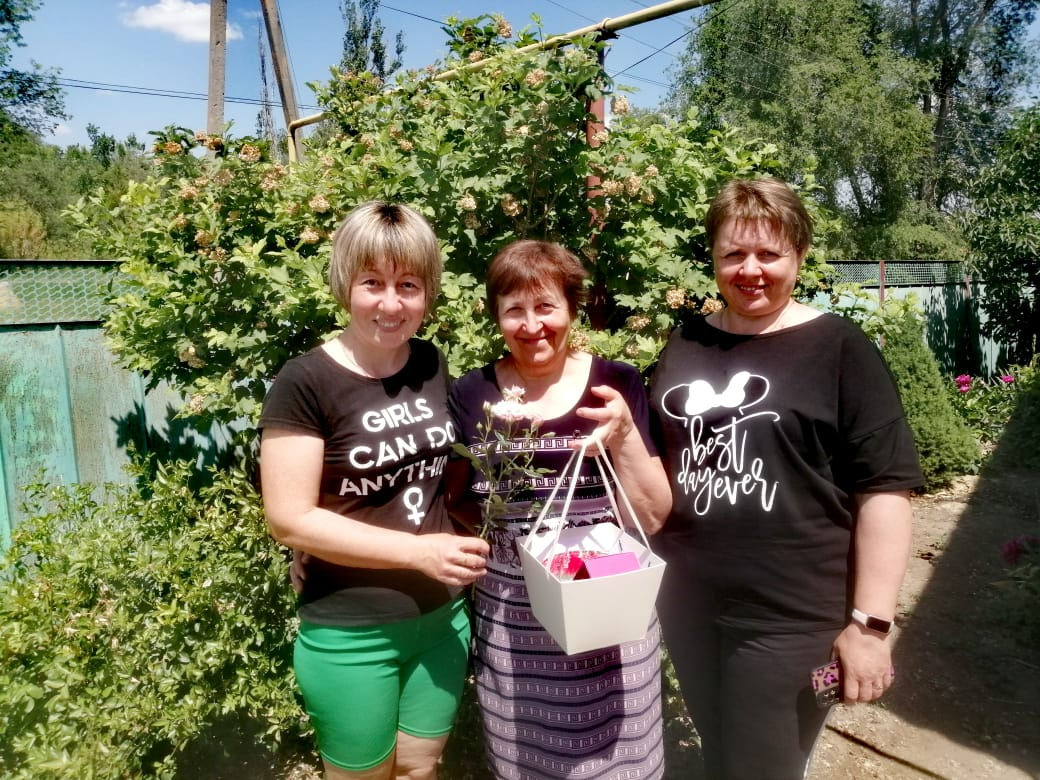 GIRLS
CAN DO
ANYTHIN
best
day ever